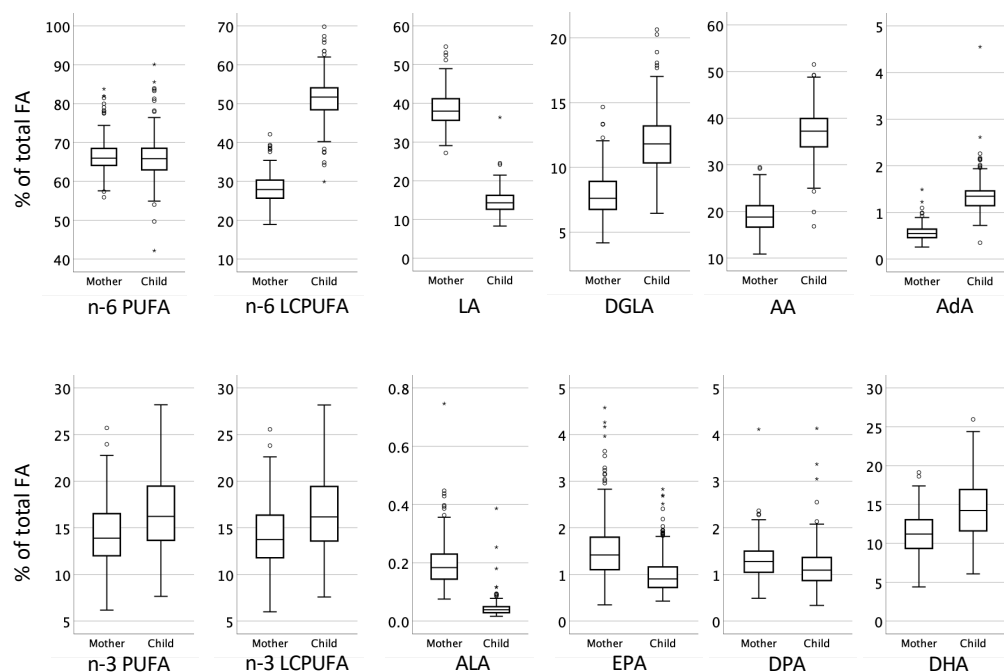 % of total FA
100
90
80
70
60
50
40
Mother Child
n-6 PUFA
70
60
50
40
30
20
10
Mother Child
n-6 LCPUFA
60
50
40
30
20
10
0
Mother Child
LA
20
15
10
5
Mother Child
DGLA
60
50
40
30
20
10
Mother Child
AA
5
4
3
2
1
0
Mother Child
AdA
% of total FA
30
25
20
15
10
5
Mother Child
n-3 PUFA
30
25
20
15
10
5
Mother Child
n-3 LCPUFA
0.8
0.6
0.4
0.2
0.0
Mother Child
ALA
5
4
3
2
1
0
Mother Child
EPA
5
4
3
2
1
0
Mother Child
DPA
30
25
20
15
10
5
0
Mother Child
DHA